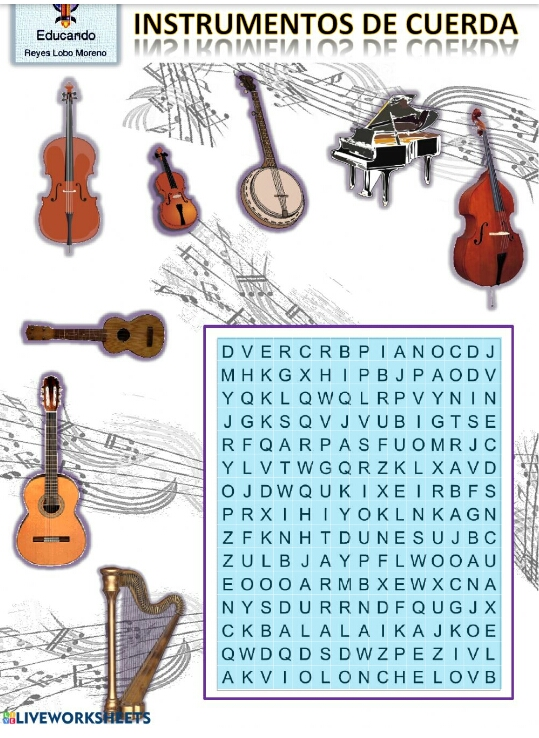 Educando
Reyes Lobo Moreno
INSTRUMENTOS DE CUERDA
D V E R C R B P I A N O C D J
M H K G X H I P B J P A O D V
Y Q K L Q W Q L R P V Y N I N
J G K S Q V J V U B I G T S E
R F Q A R P A S F U O M R J C
Y L V T W G Q R Z K L X A V D
O J D W Q U K I X E I R B F S
P R X I H I Y O K L N K A G N
Z F K N H T D U N E S U J B C
Z U L B J A Y P F L W O O A U
E O O O A R M B X E W X C N A
N Y S D U R R N D F Q U G J X
C K B A L A L A I K A J K O E
Q W D Q D S D W Z P E Z I V L
A K V I O L O N C H E L O V B
LIVEWORKSHEETS